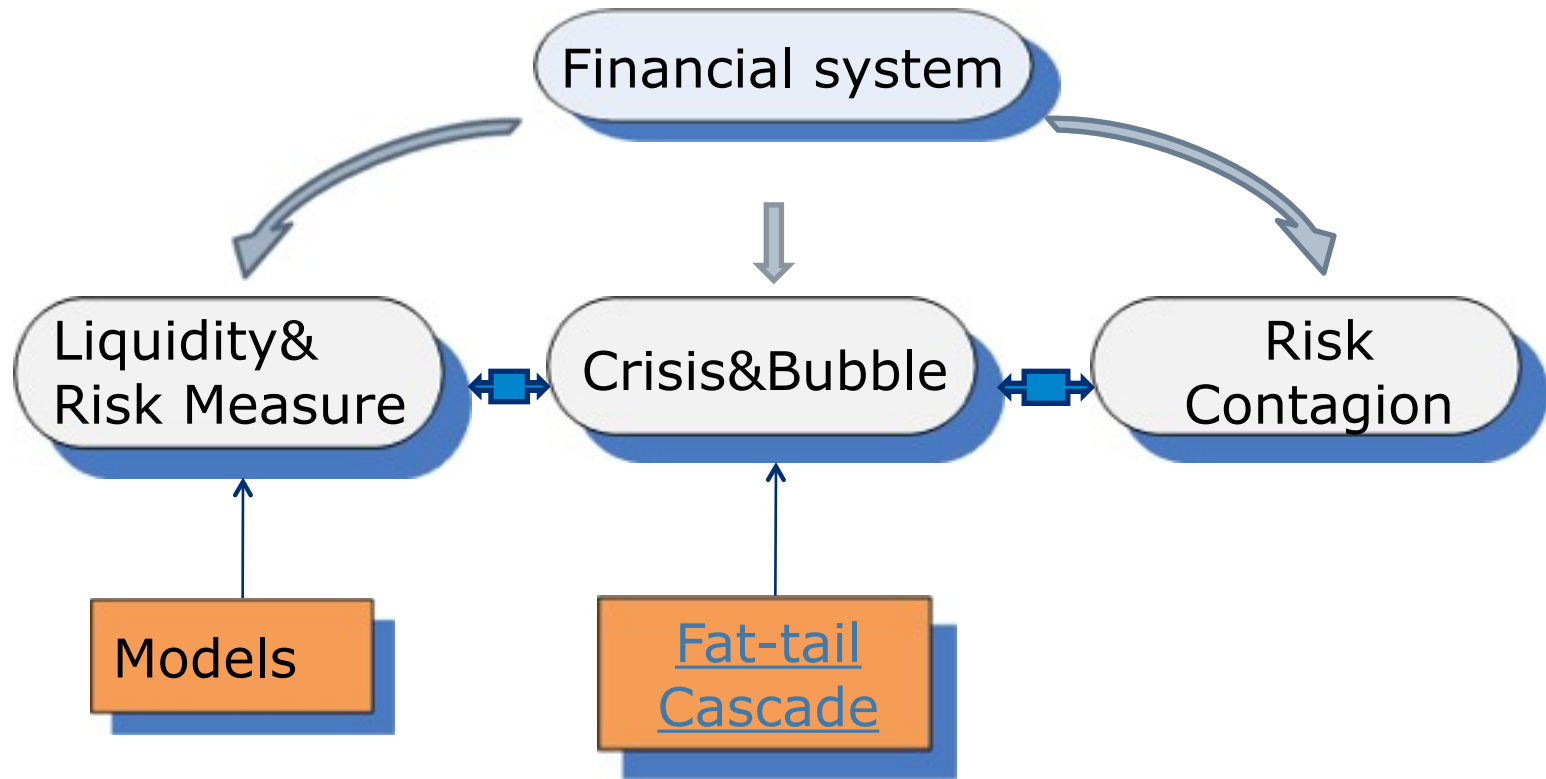 Financial system
Liquidity&
Risk Measure
Crisis&Bubble
Risk
Contagion
Models
Fat-tail
Cascade